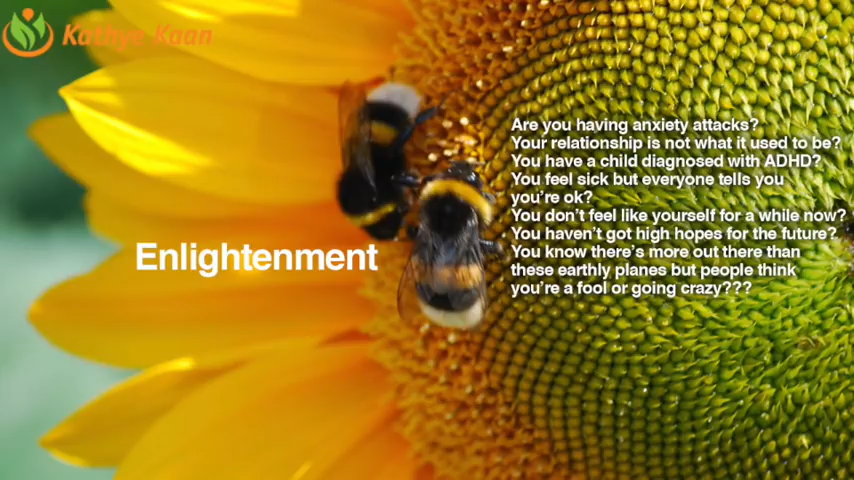 Kathye Kaan
Are you having anxiety attacks?
Your relationship is not what it used to be?
You have a child diagnosed with ADHD?
You feel sick but everyone tells you
you're ok?
You don't feel like yourself for a while now?
You haven't got high hopes for the future?
You know there's more out there than
these earthly planes but people think
you're a fool or going crazy???
Enlightenment